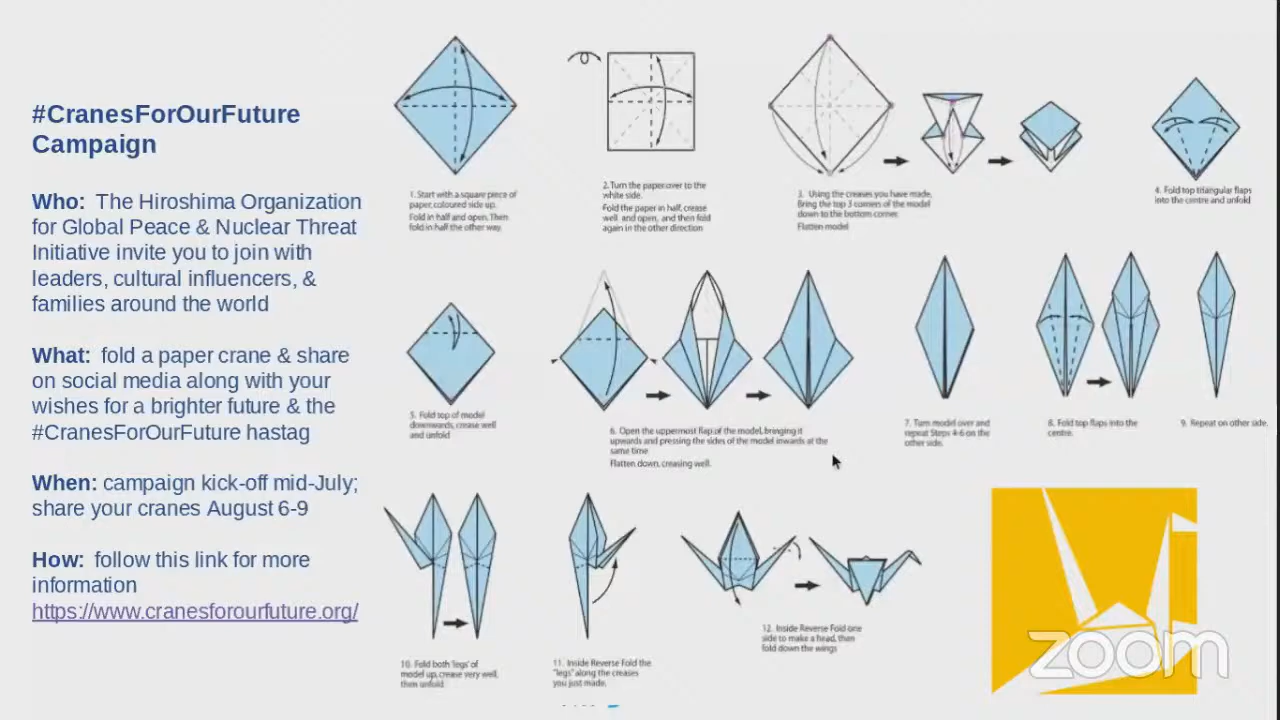 #CranesForOurFuture
Campaign
Who: The Hiroshima Organization
for Global Peace & Nuclear Threat
Initiative invite you to join with
leaders, cultural influencers, &
families around the world
What: fold a paper crane & share
on social media along with your
wishes for a brighter future & the
#CranesForOurFuture hastag
When: campaign kick-off mid-July;
share your cranes August 6-9
How: follow this link for more
information
https://www.cranesforourfuture.org/
1. Start with a square piece of
paper, coloured side up.
Fold in half and open. Then
fold in half the other way.
2. Turn the paper over to the
white side.
Fold the paper in half, crease
well and open, and then fold
again in the other direction
3. Using the creases you have made,
Bring the top 3 corners of the model
down to the bottom corner.
Flatten model
4. Fold top triangular flaps
into the centre and unfold
5. Fold top of model
downwards, crease well
and unfold
6. Open the uppermost flap of the model, bringing it
upwards and pressing the sides of the model inwards at the
same time
Flatten down, creasing well.
7. Turn model over and
repeat Steps 4-6 on the
other side.
8. Fold top flaps into the
centre.
9. Repeat on other side.
10. Fold both 'legs' of
model up, crease very well,
then unfold.
11. Inside Reverse Fold the
"legs" along the creases
you just made.
12. Inside Reverse Fold one
side to make a head, then
fold down the wings
zoom